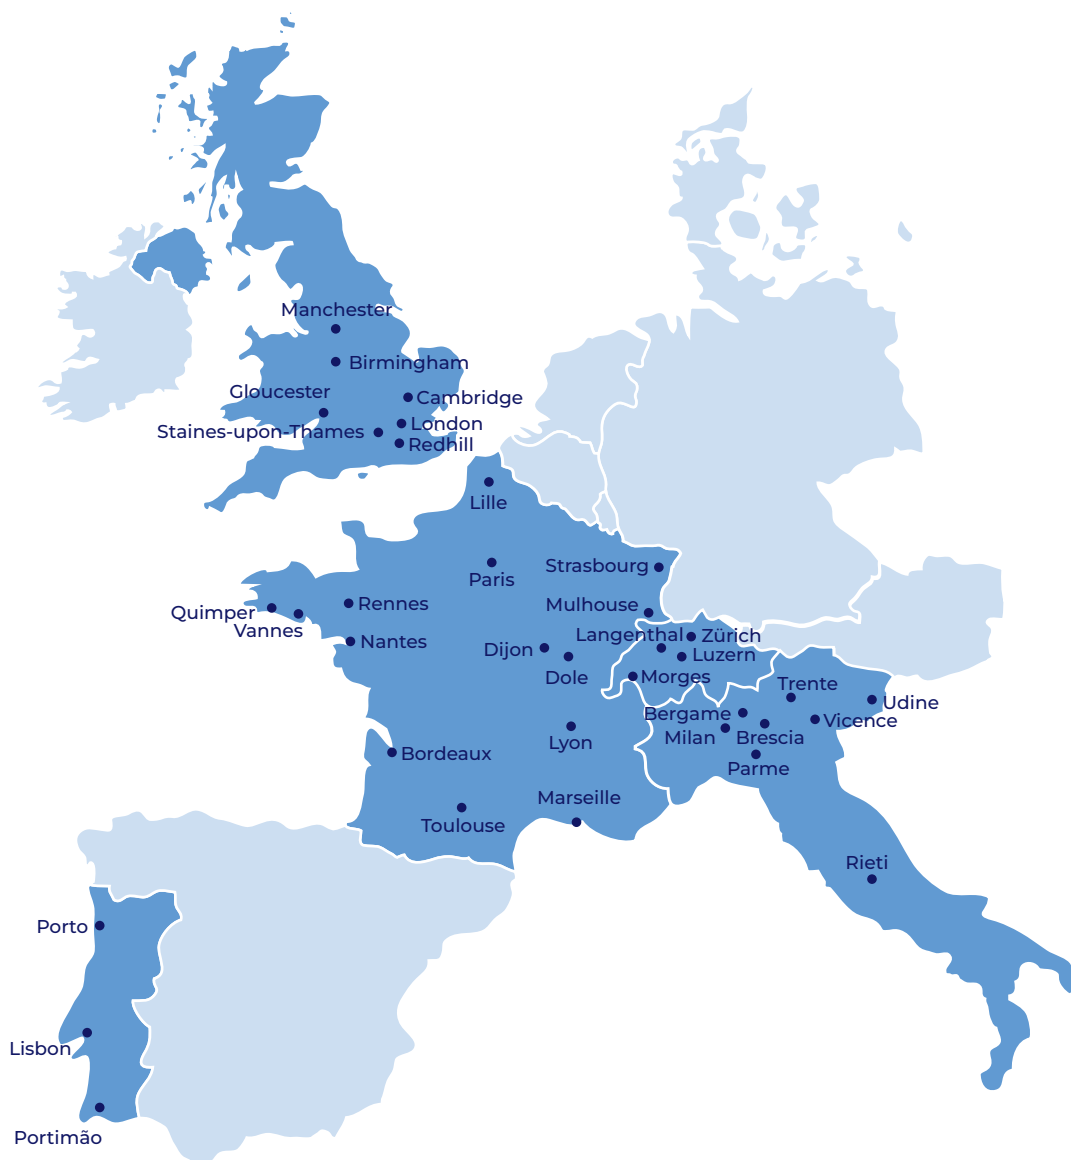 Manchester
Birmingham
Gloucester
Cambridge
London
Staines-upon-Thames
Redhill
Lille
Paris
Strasbourg
Quimper
Vannes
Rennes
Mulhouse
Nantes
Dijon
Langenthal
Zürich
Luzern
Dole
Morges
Trente
Udine
Bergame
Vicence
Lyon
Milan
Brescia
Bordeaux
Parme
Marseille
Toulouse
Rieti
Porto
Lisbon
Portimão